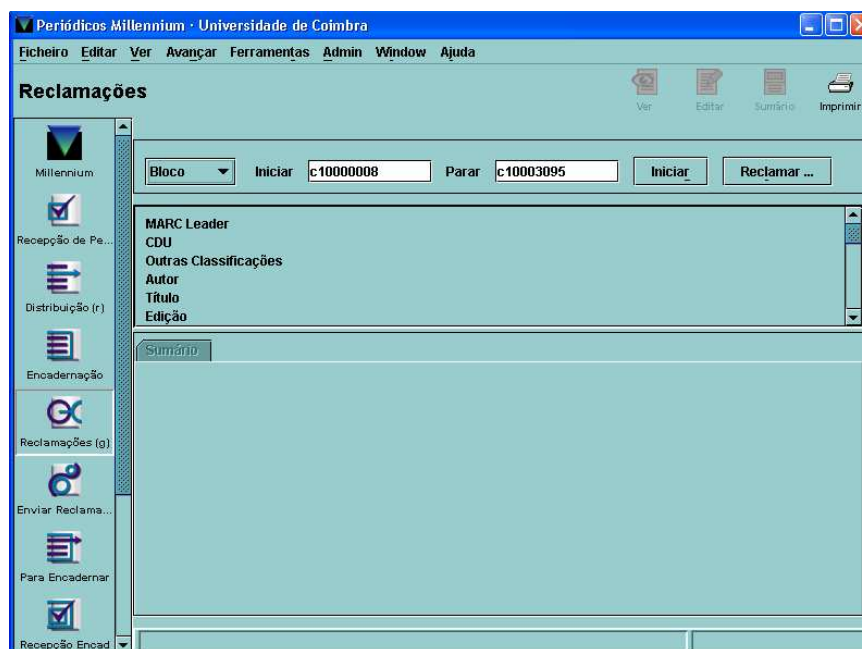 Periódicos Millennium · Universidade de Coimbra
Ficheiro Editar Ver Avançar Ferramentas Admin Window Ajuda
Reclamações
Ver Editar Sumário Imprimir
Millennium
Recepção de Pe...
Distribuição (r)
Encadernação
Reclamações (g)
Enviar Reclama...
Para Encadernar
Recepção Encad
Bloco Iniciar c10000008 Parar c10003095 Iniciar Reclamar ...
MARC Leader
CDU
Outras Classificações
Autor
Título
Edição
Sumário